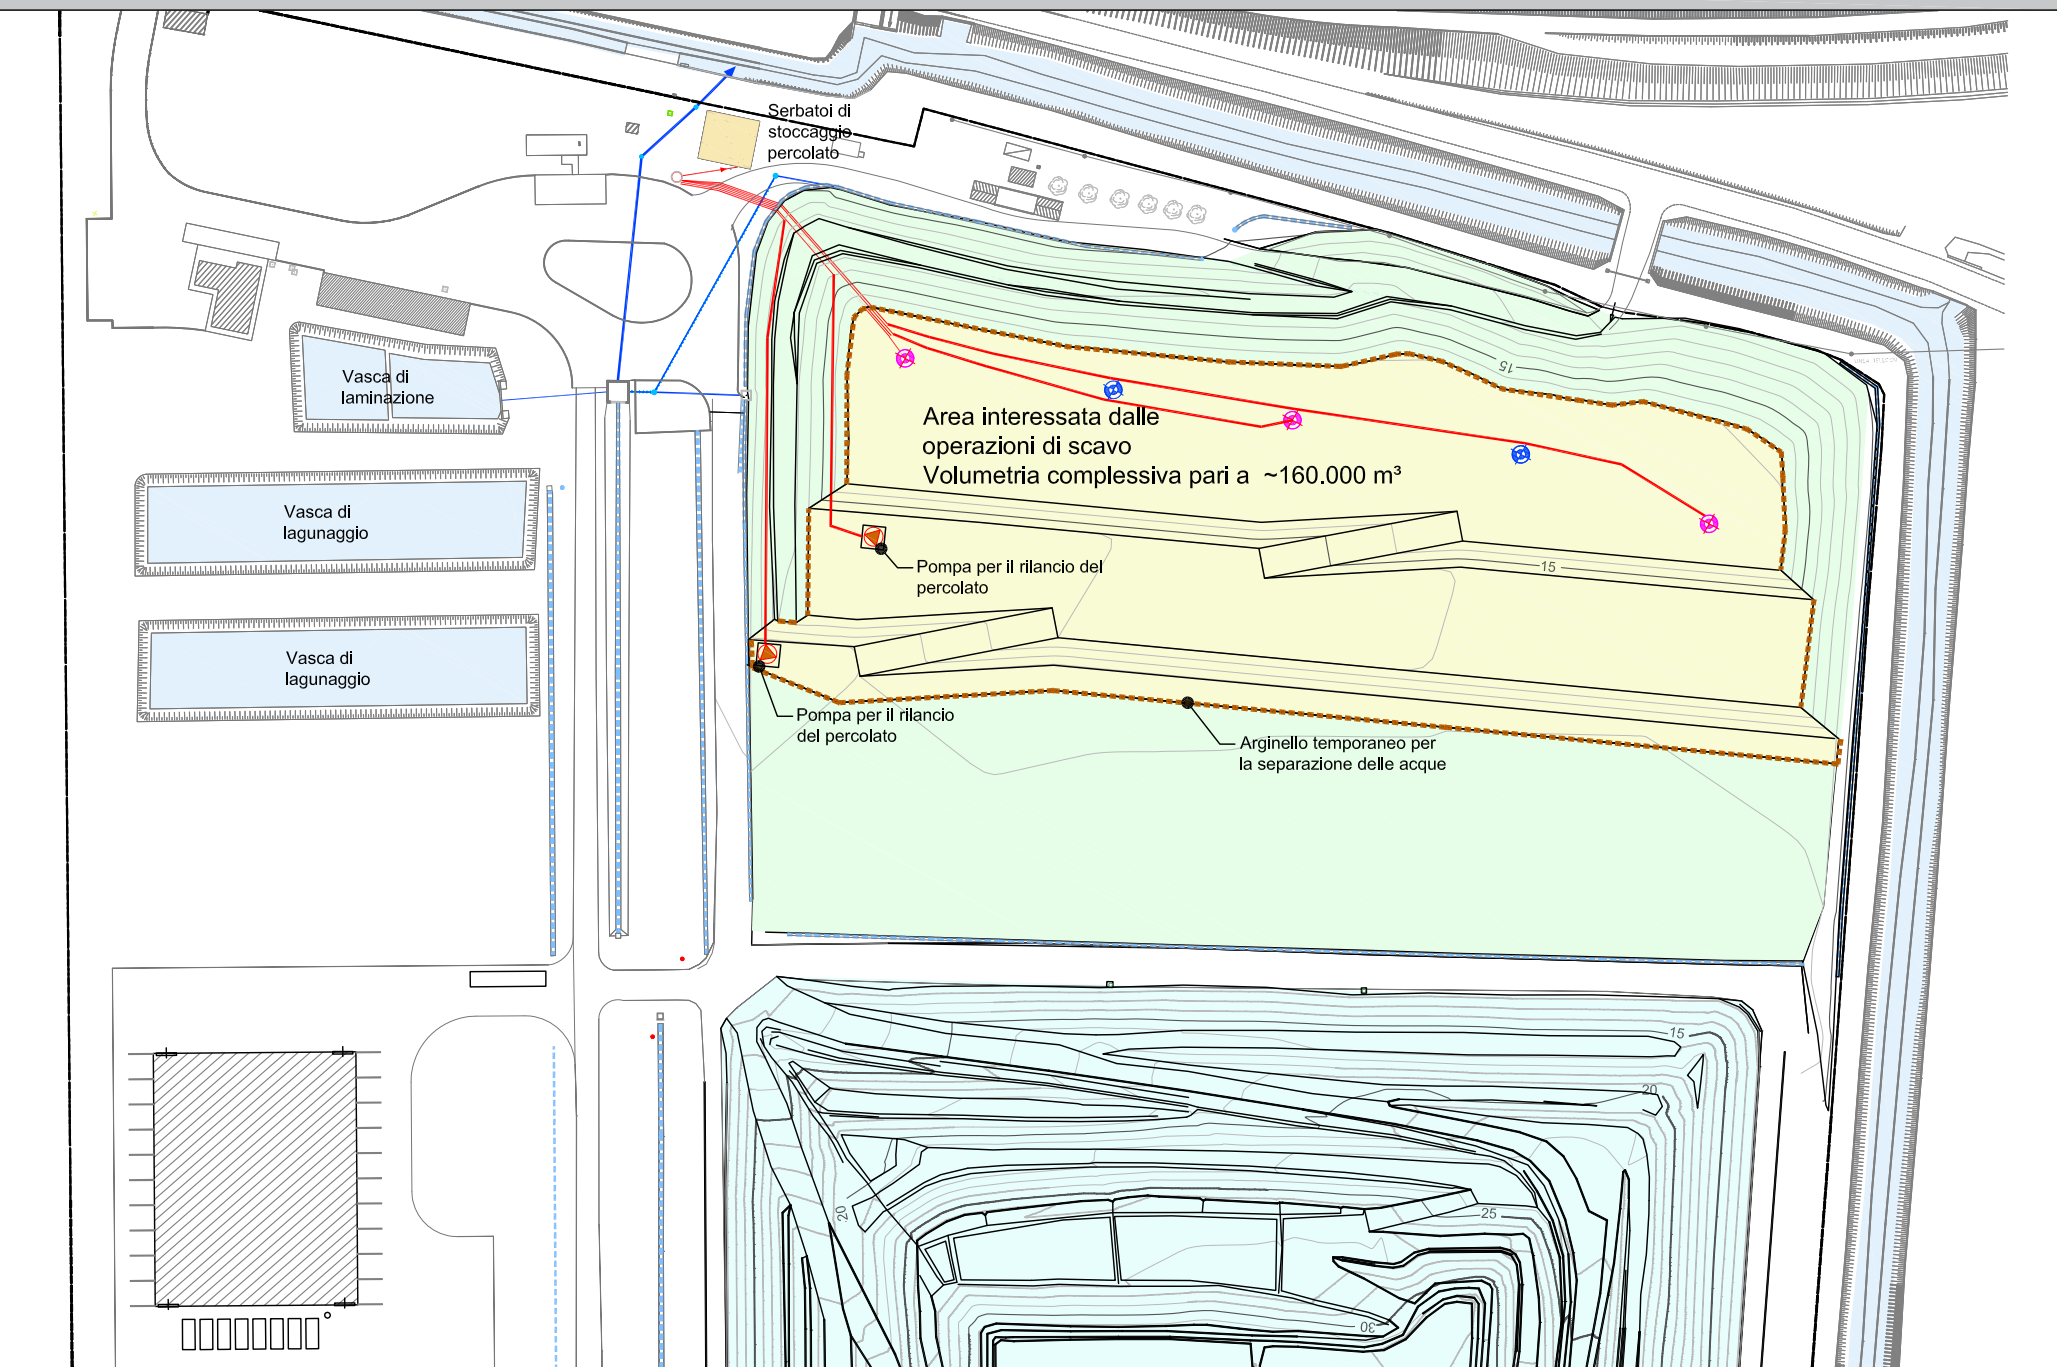 Serbatoi di
stoccaggio
percolato
15
Vasca di
laminazione
Area interessata dalle
operazioni di scavo
Volumetria complessiva pari a ~160.000 m³
Vasca di
lagunaggio
Pompa per il rilancio del
percolato
15
Vasca di
lagunaggio
Pompa per il rilancio
del percolato
Arginello temporaneo per
la separazione delle acque
15
20
20
25
30